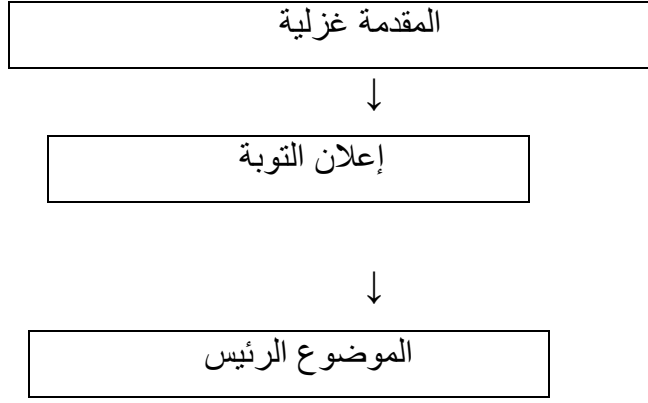 المقدمة غزلية
↓
إعلان التوبة
↓
الموضوع الرئيس